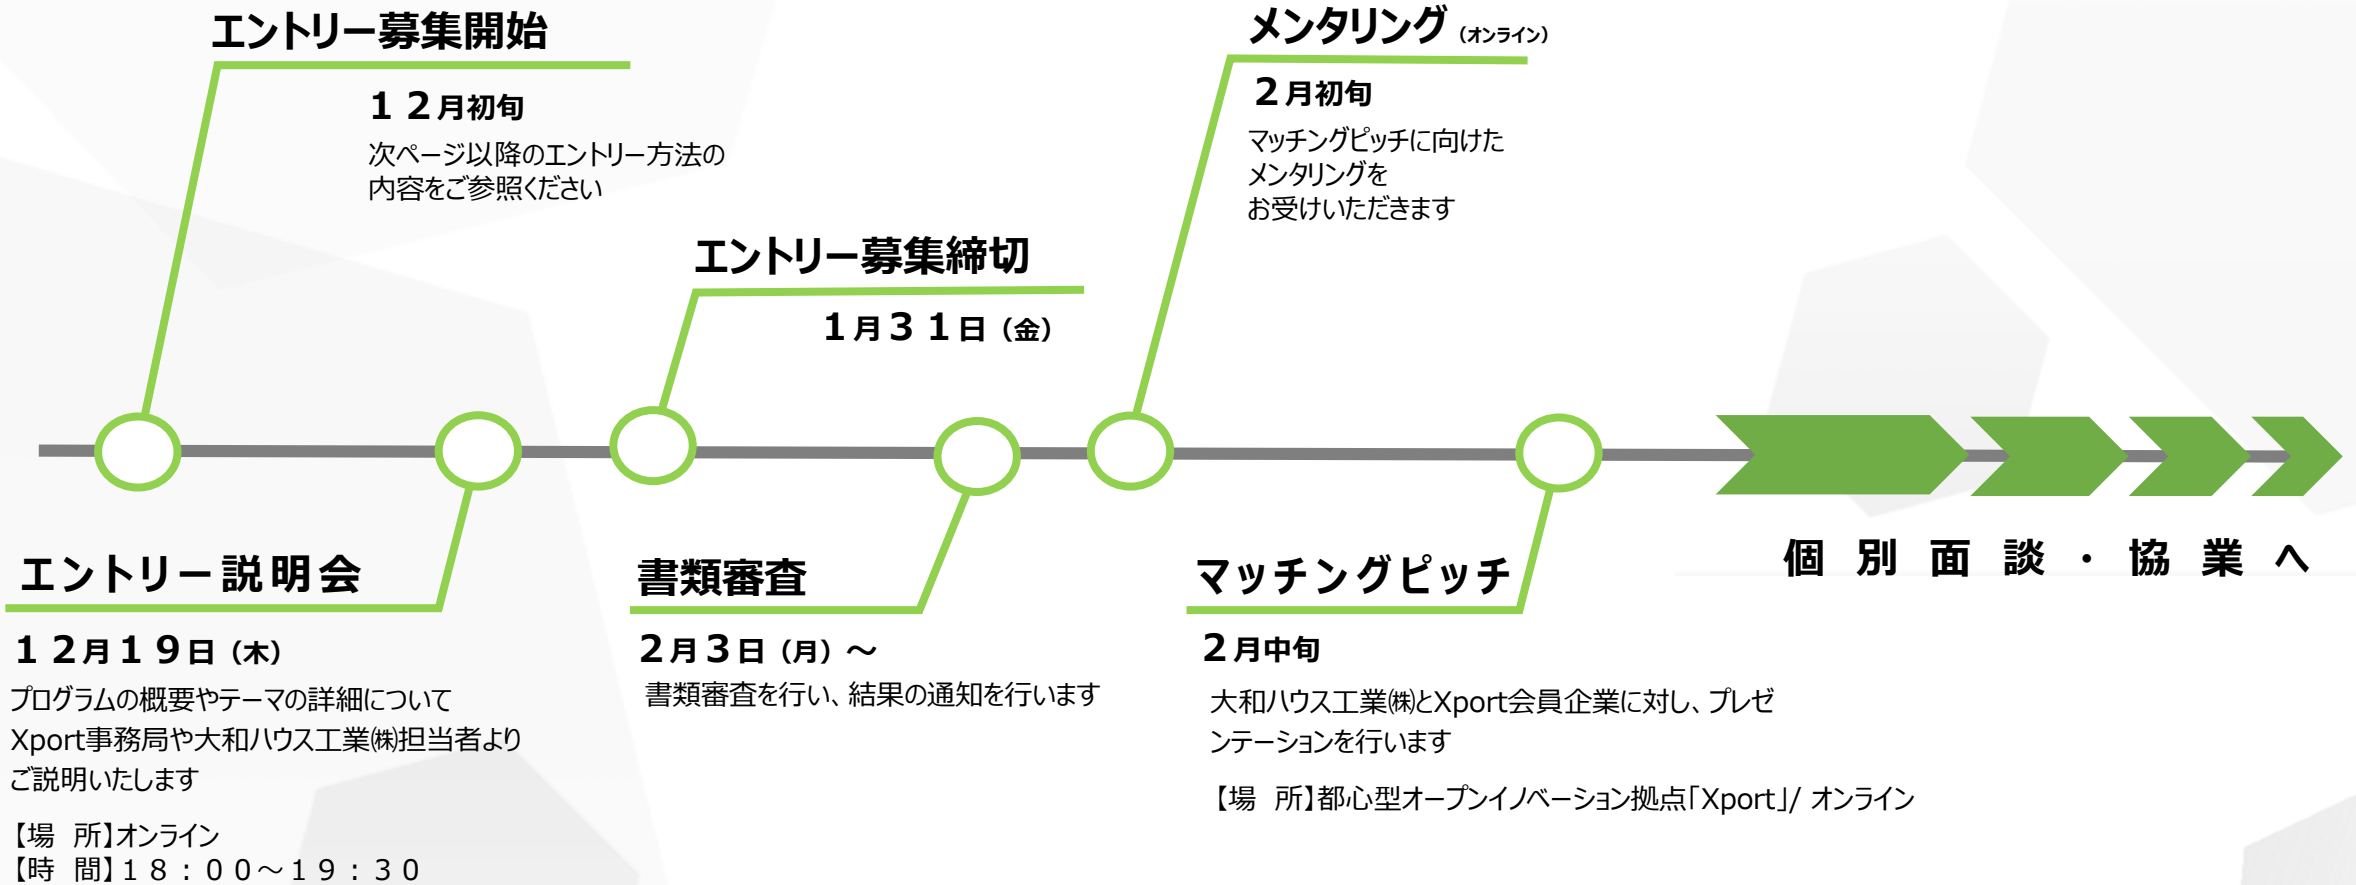 エントリー募集開始
１２月初旬
次ページ以降のエントリー方法の
内容をご参照ください
エントリー説明会
１２月１９日（木）
プログラムの概要やテーマの詳細について
Xport事務局や大和ハウス工業㈱担当者より
ご説明いたします
【場　所】オンライン
【時　間】１８：００～１９：３０
エントリー募集締切
１月３１日（金）
書類審査
２月３日（月）～
書類審査を行い、結果の通知を行います
メンタリング（オンライン）
２月初旬
マッチングピッチに向けた
メンタリングを
お受けいただきます
マッチングピッチ
２月中旬
大和ハウス工業㈱とXport会員企業に対し、プレゼ
ンテーションを行います
【場　所】都心型オープンイノベーション拠点「Xport」/ オンライン
個別面談・協業へ